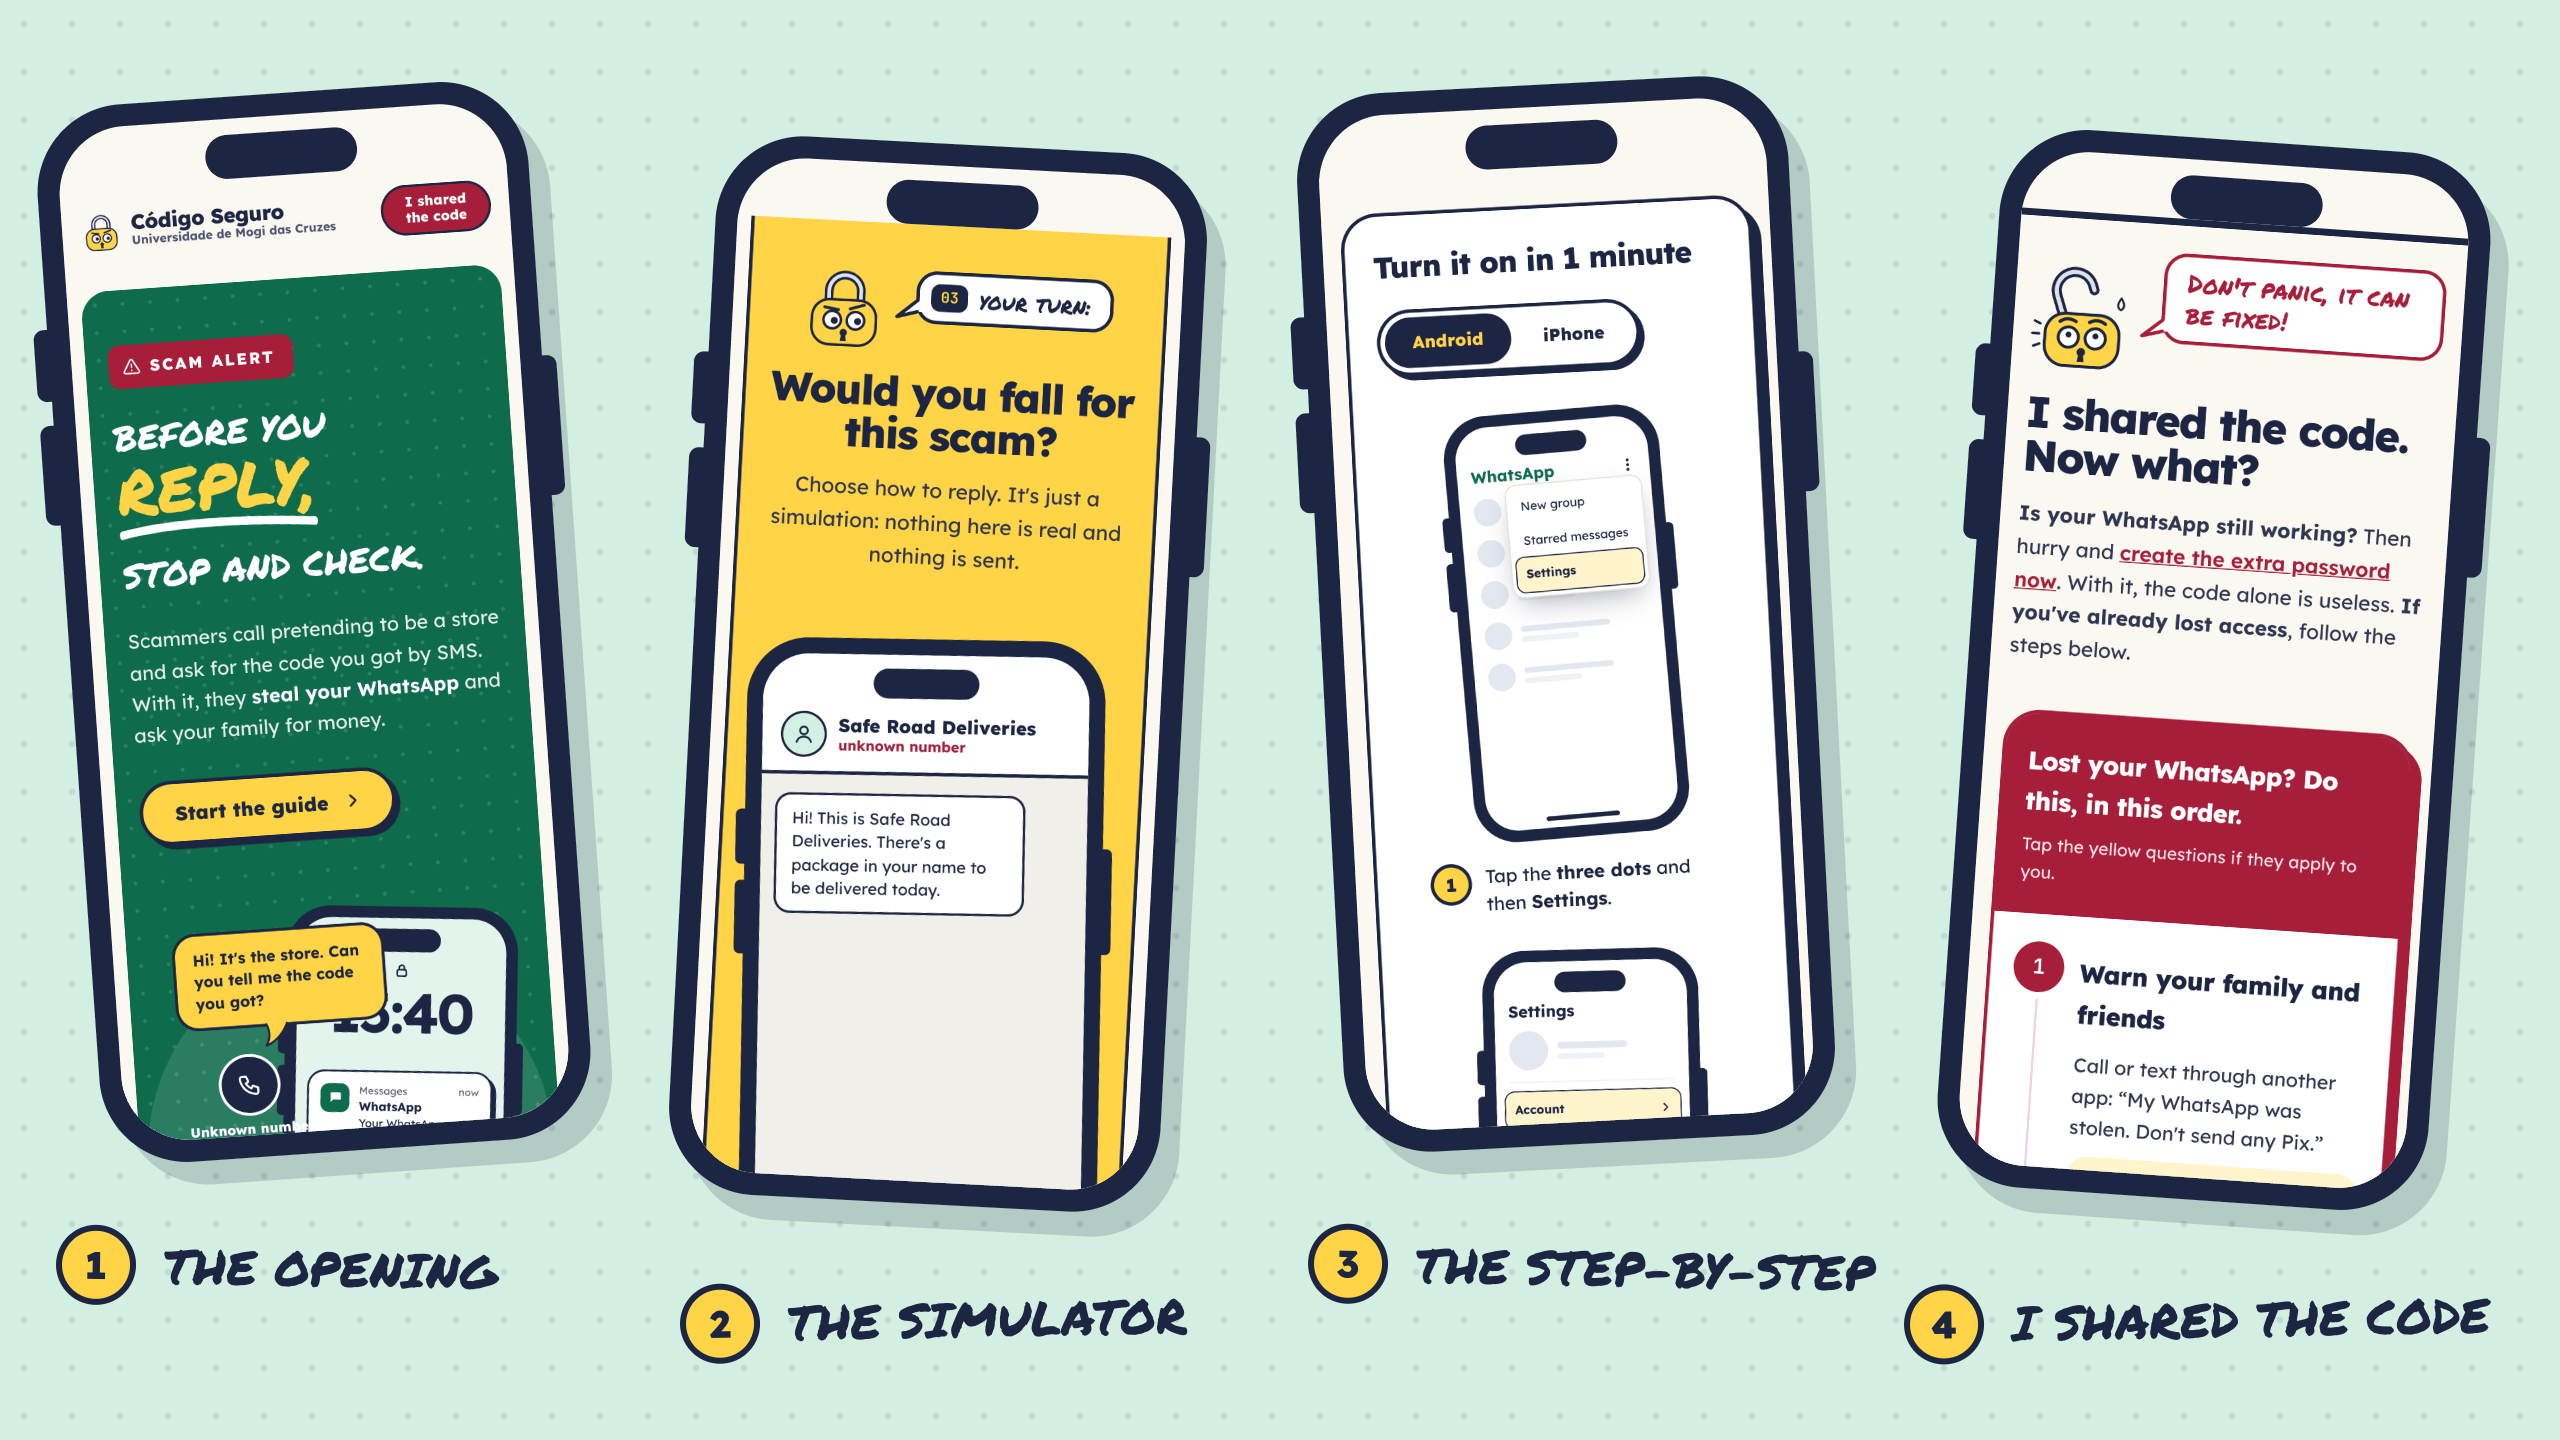 Código Seguro
Universidade de Mogi das Cruzes
I shared
the code
SCAM ALERT
BEFORE YOU
REPLY,
STOP AND CHECK.
Scammers call pretending to be a store
and ask for the code you got by SMS.
With it, they steal your WhatsApp and
ask your family for money.
Start the guide
Hi! It's the store. Can
you tell me the code
you got?
:40
Messages
now
WhatsApp
Your
Unknown
1
THE OPENING
03
YOUR TURN:
Would you fall for
this scam?
Choose how to reply. It's just a
simulation: nothing here is real and
nothing is sent.
Safe Road Deliveries
unknown number
Hi! This is Safe Road
Deliveries. There's a
package in your name to
be delivered today.
2
THE SIMULATOR
Turn it on in 1 minute
Android
iPhone
WhatsApp
New group
Starred messages
Settings
1
Tap the three dots and
then Settings.
Settings
Account
3
THE STEP-BY-STEP
DON'T PANIC, IT CAN
BE FIXED!
I shared the code.
Now what?
Is your WhatsApp still working? Then
hurry and create the extra password
now. With it, the code alone is useless. If
you've already lost access, follow the
steps below.
Lost your WhatsApp? Do
this, in this order.
Tap the yellow questions if they apply to
you.
1
Warn your family and
friends
Call or text through another
app: “My WhatsApp was
stolen. Don't send any Pix.”
4
I SHARED THE CODE